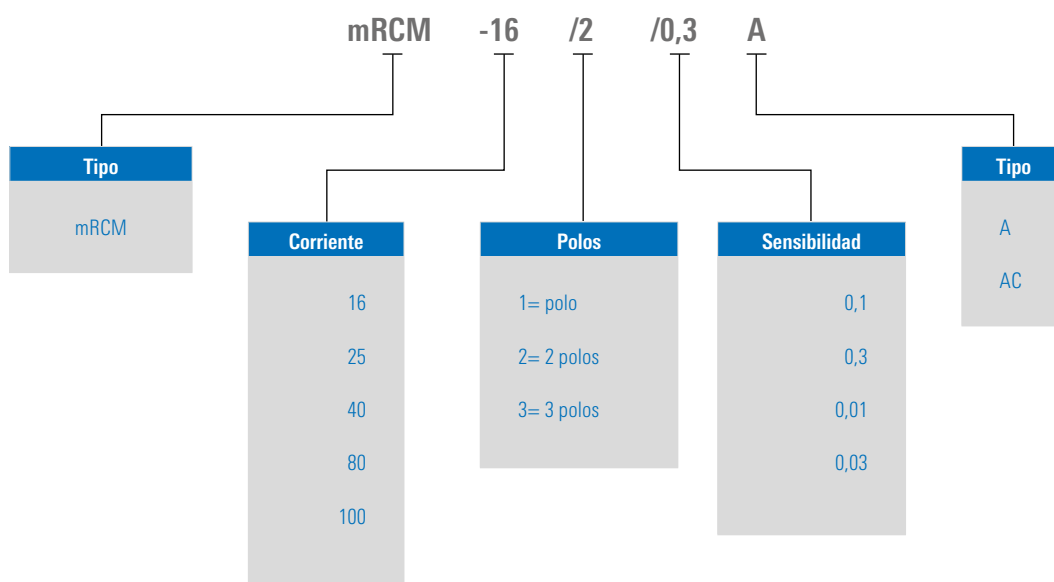 mRCM -16 /2 /0,3 A
Tipo
mRCM
Corriente
16
25
40
80
100
Polos
1= polo
2= 2 polos
3= 3 polos
Sensibilidad
0,1
0,3
0,01
0,03
Tipo
A
AC